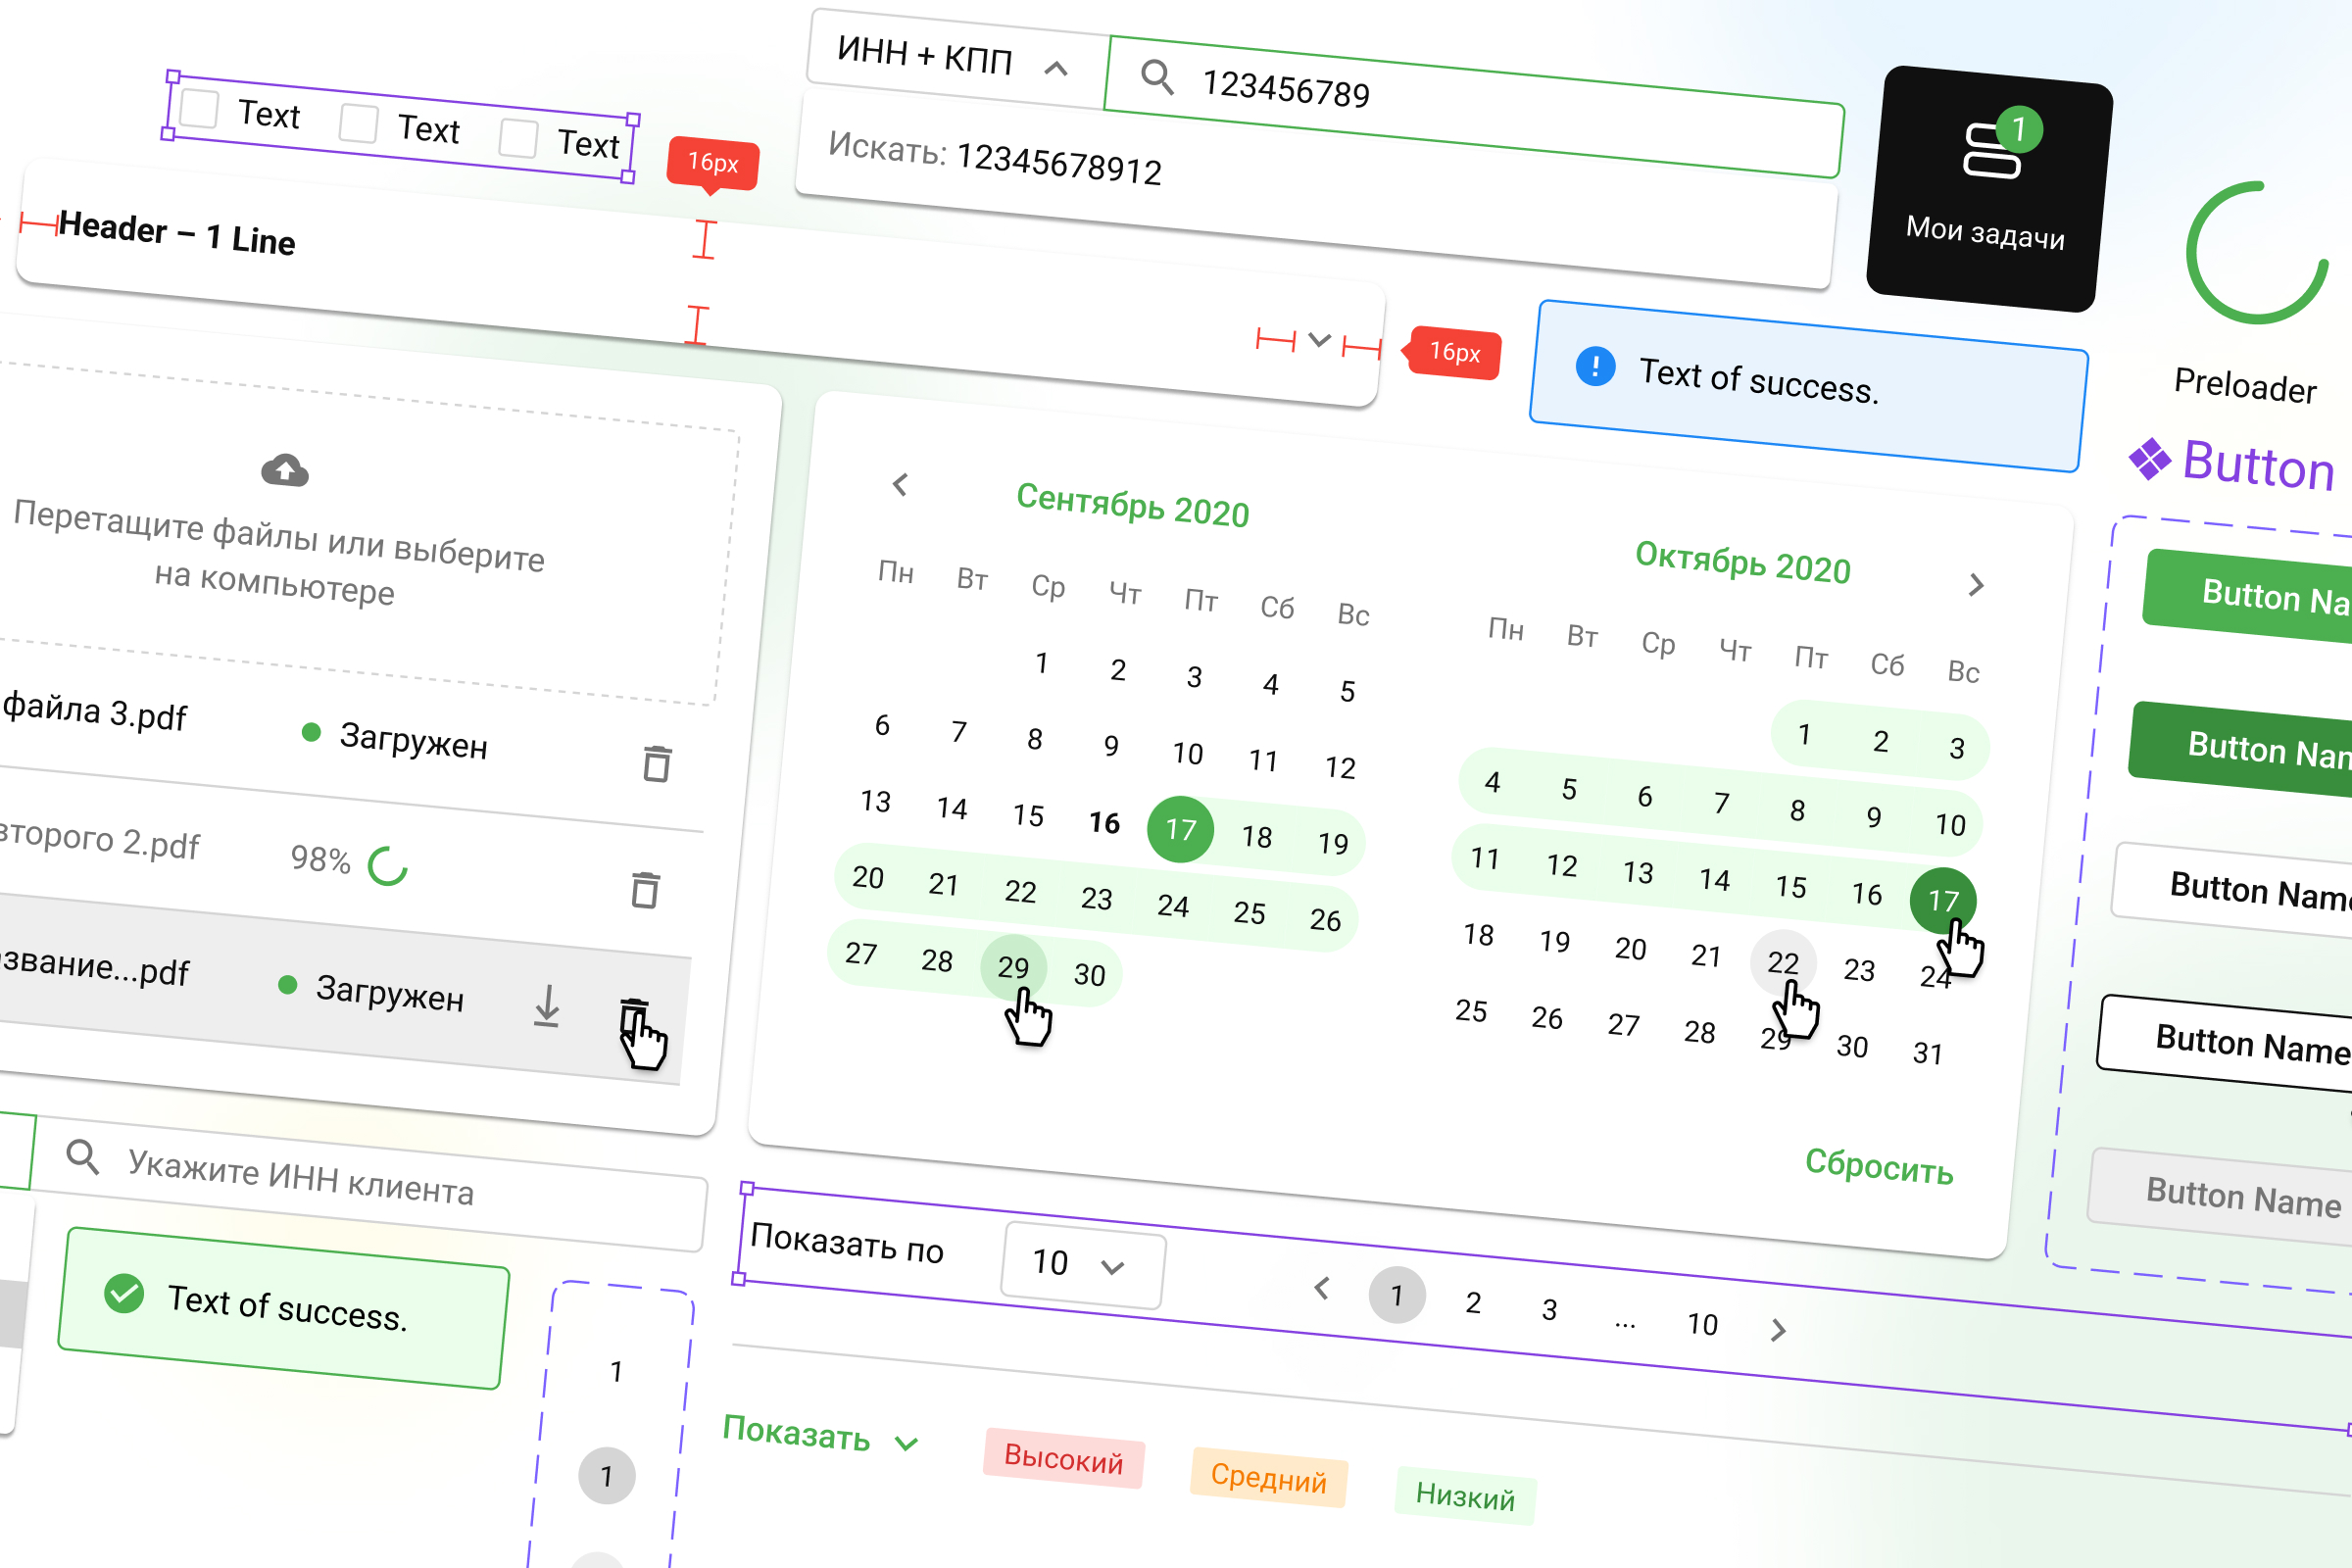 ИНН + КПП
123456789
Искать: 12345678912
1
Мои задачи
Text
Text
Text
16px
Header – 1 Line
16px
Text of success.
Preloader
Button
Перетащите файлы или выберите
на компьютере
файла 3.pdf
Загружен
второго 2.pdf
98%
азвание...pdf
Загружен
Сентябрь 2020
Пн Вт Ср Чт Пт Сб Вс
1 2 3 4 5
6 7 8 9 10 11 12
13 14 15 16 17 18 19
20 21 22 23 24 25 26
27 28 29 30
Октябрь 2020
Пн Вт Ср Чт Пт Сб Вс
1 2 3
4 5 6 7 8 9 10
11 12 13 14 15 16 17
18 19 20 21 22 23 24
25 26 27 28 29 30 31
Сбросить
Button Na
Button Nam
Button Name
Button Name
Button Name
Укажите ИНН клиента
Text of success.
1
1
Показать по
10
1 2 3 ... 10
Показать
Высокий
Средний
Низкий